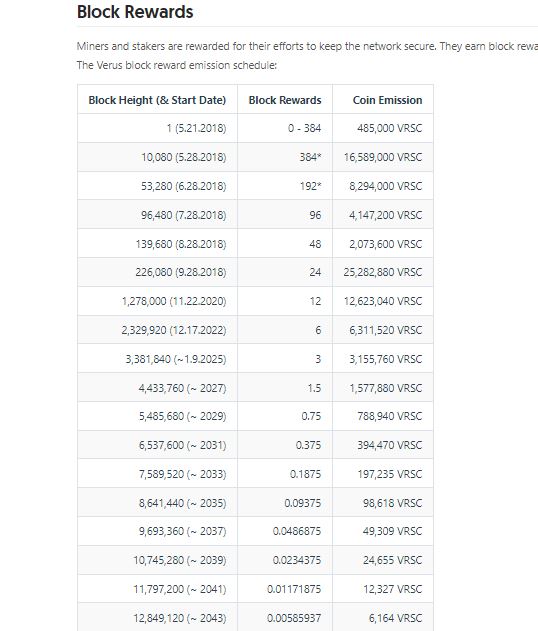 Block Rewards
Miners and stakers are rewarded for their efforts to keep the network secure. They earn block rewa
The Verus block reward emission schedule:
Block Height (& Start Date) Block Rewards Coin Emission
1 (5.21.2018) 0 - 384 485,000 VRSC
10,080 (5.28.2018) 384* 16,589,000 VRSC
53,280 (6.28.2018) 192* 8,294,000 VRSC
96,480 (7.28.2018) 96 4,147,200 VRSC
139,680 (8.28.2018) 48 2,073,600 VRSC
226,080 (9.28.2018) 24 25,282,880 VRSC
1,278,000 (11.22.2020) 12 12,623,040 VRSC
2,329,920 (12.17.2022) 6 6,311,520 VRSC
3,381,840 (~1.9.2025) 3 3,155,760 VRSC
4,433,760 (~ 2027) 1.5 1,577,880 VRSC
5,485,680 (~ 2029) 0.75 788,940 VRSC
6,537,600 (~ 2031) 0.375 394,470 VRSC
7,589,520 (~ 2033) 0.1875 197,235 VRSC
8,641,440 (~ 2035) 0.09375 98,618 VRSC
9,693,360 (~ 2037) 0.0486875 49,309 VRSC
10,745,280 (~ 2039) 0.0234375 24,655 VRSC
11,797,200 (~ 2041) 0.01171875 12,327 VRSC
12,849,120 (~ 2043) 0.00585937 6,164 VRSC